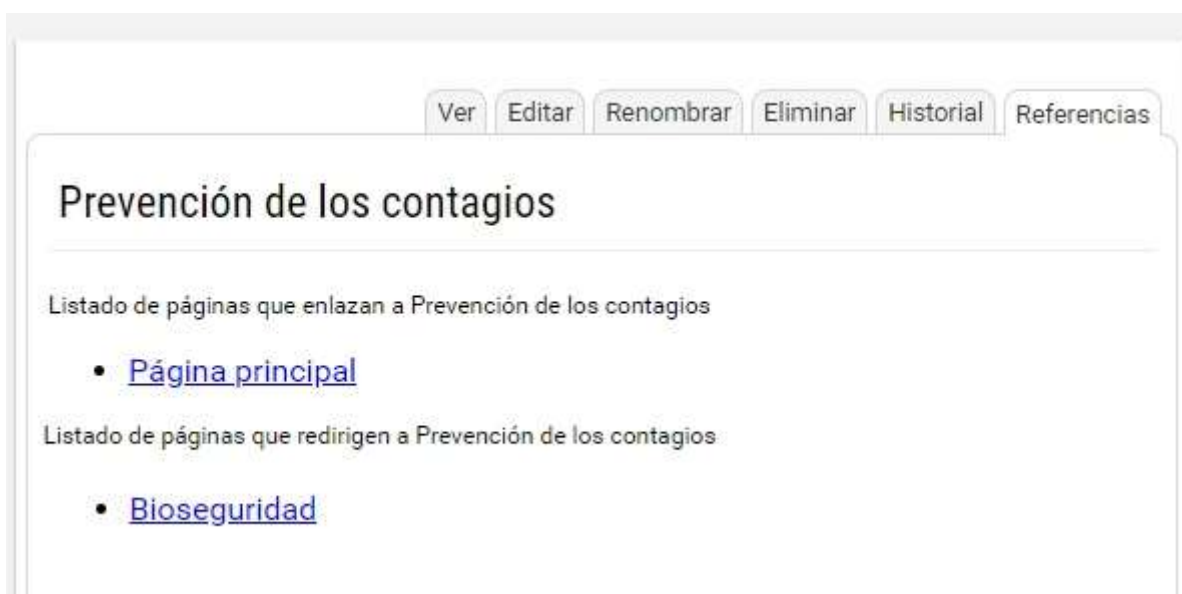 Ver Editar Renombrar Eliminar Historial Referencias
Prevención de los contagios
Listado de páginas que enlazan a Prevención de los contagios
• Página principal
Listado de páginas que redirigen a Prevención de los contagios
• Bioseguridad